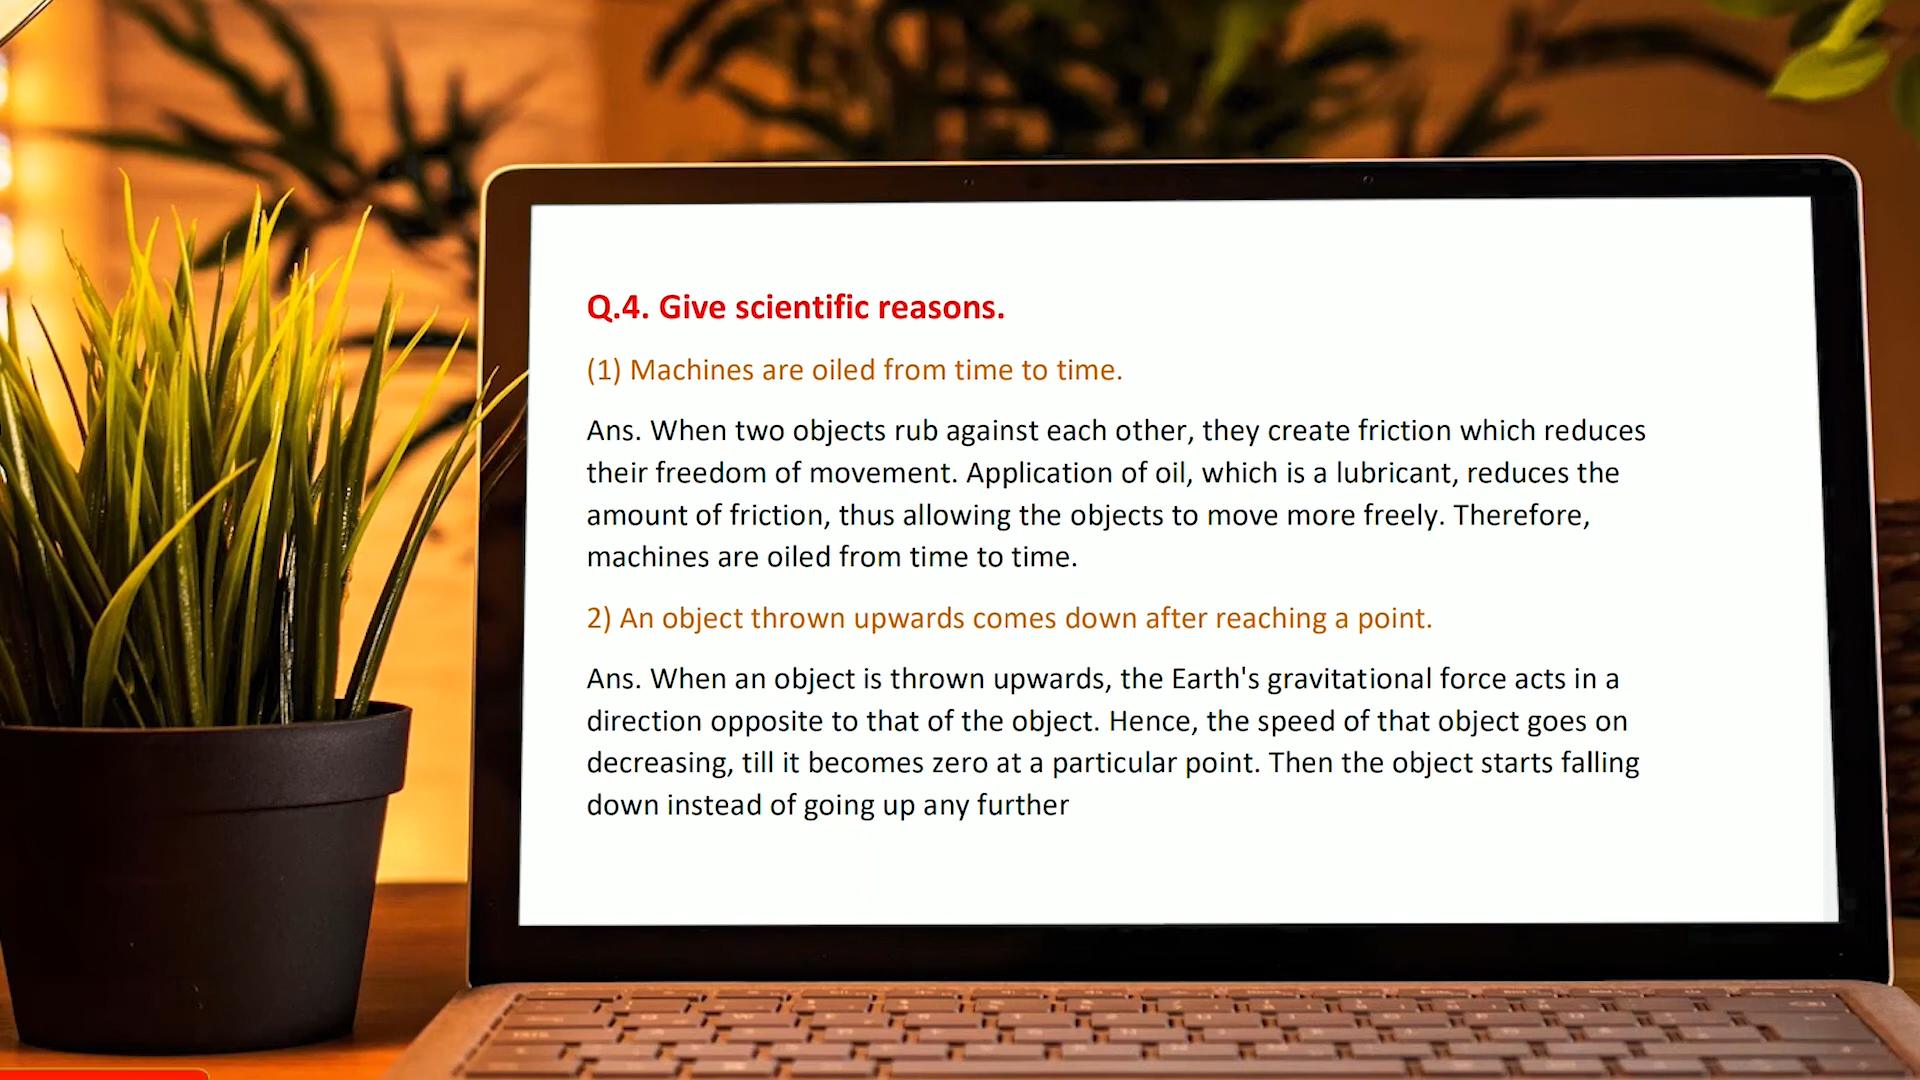 Q.4. Give scientific reasons.
(1) Machines are oiled from time to time.
Ans. When two objects rub against each other, they create friction which reduces
their freedom of movement. Application of oil, which is a lubricant, reduces the
amount of friction, thus allowing the objects to move more freely. Therefore,
machines are oiled from time to time.
2) An object thrown upwards comes down after reaching a point.
Ans. When an object is thrown upwards, the Earth's gravitational force acts in a
direction opposite to that of the object. Hence, the speed of that object goes on
decreasing, till it becomes zero at a particular point. Then the object starts falling
down instead of going up any further